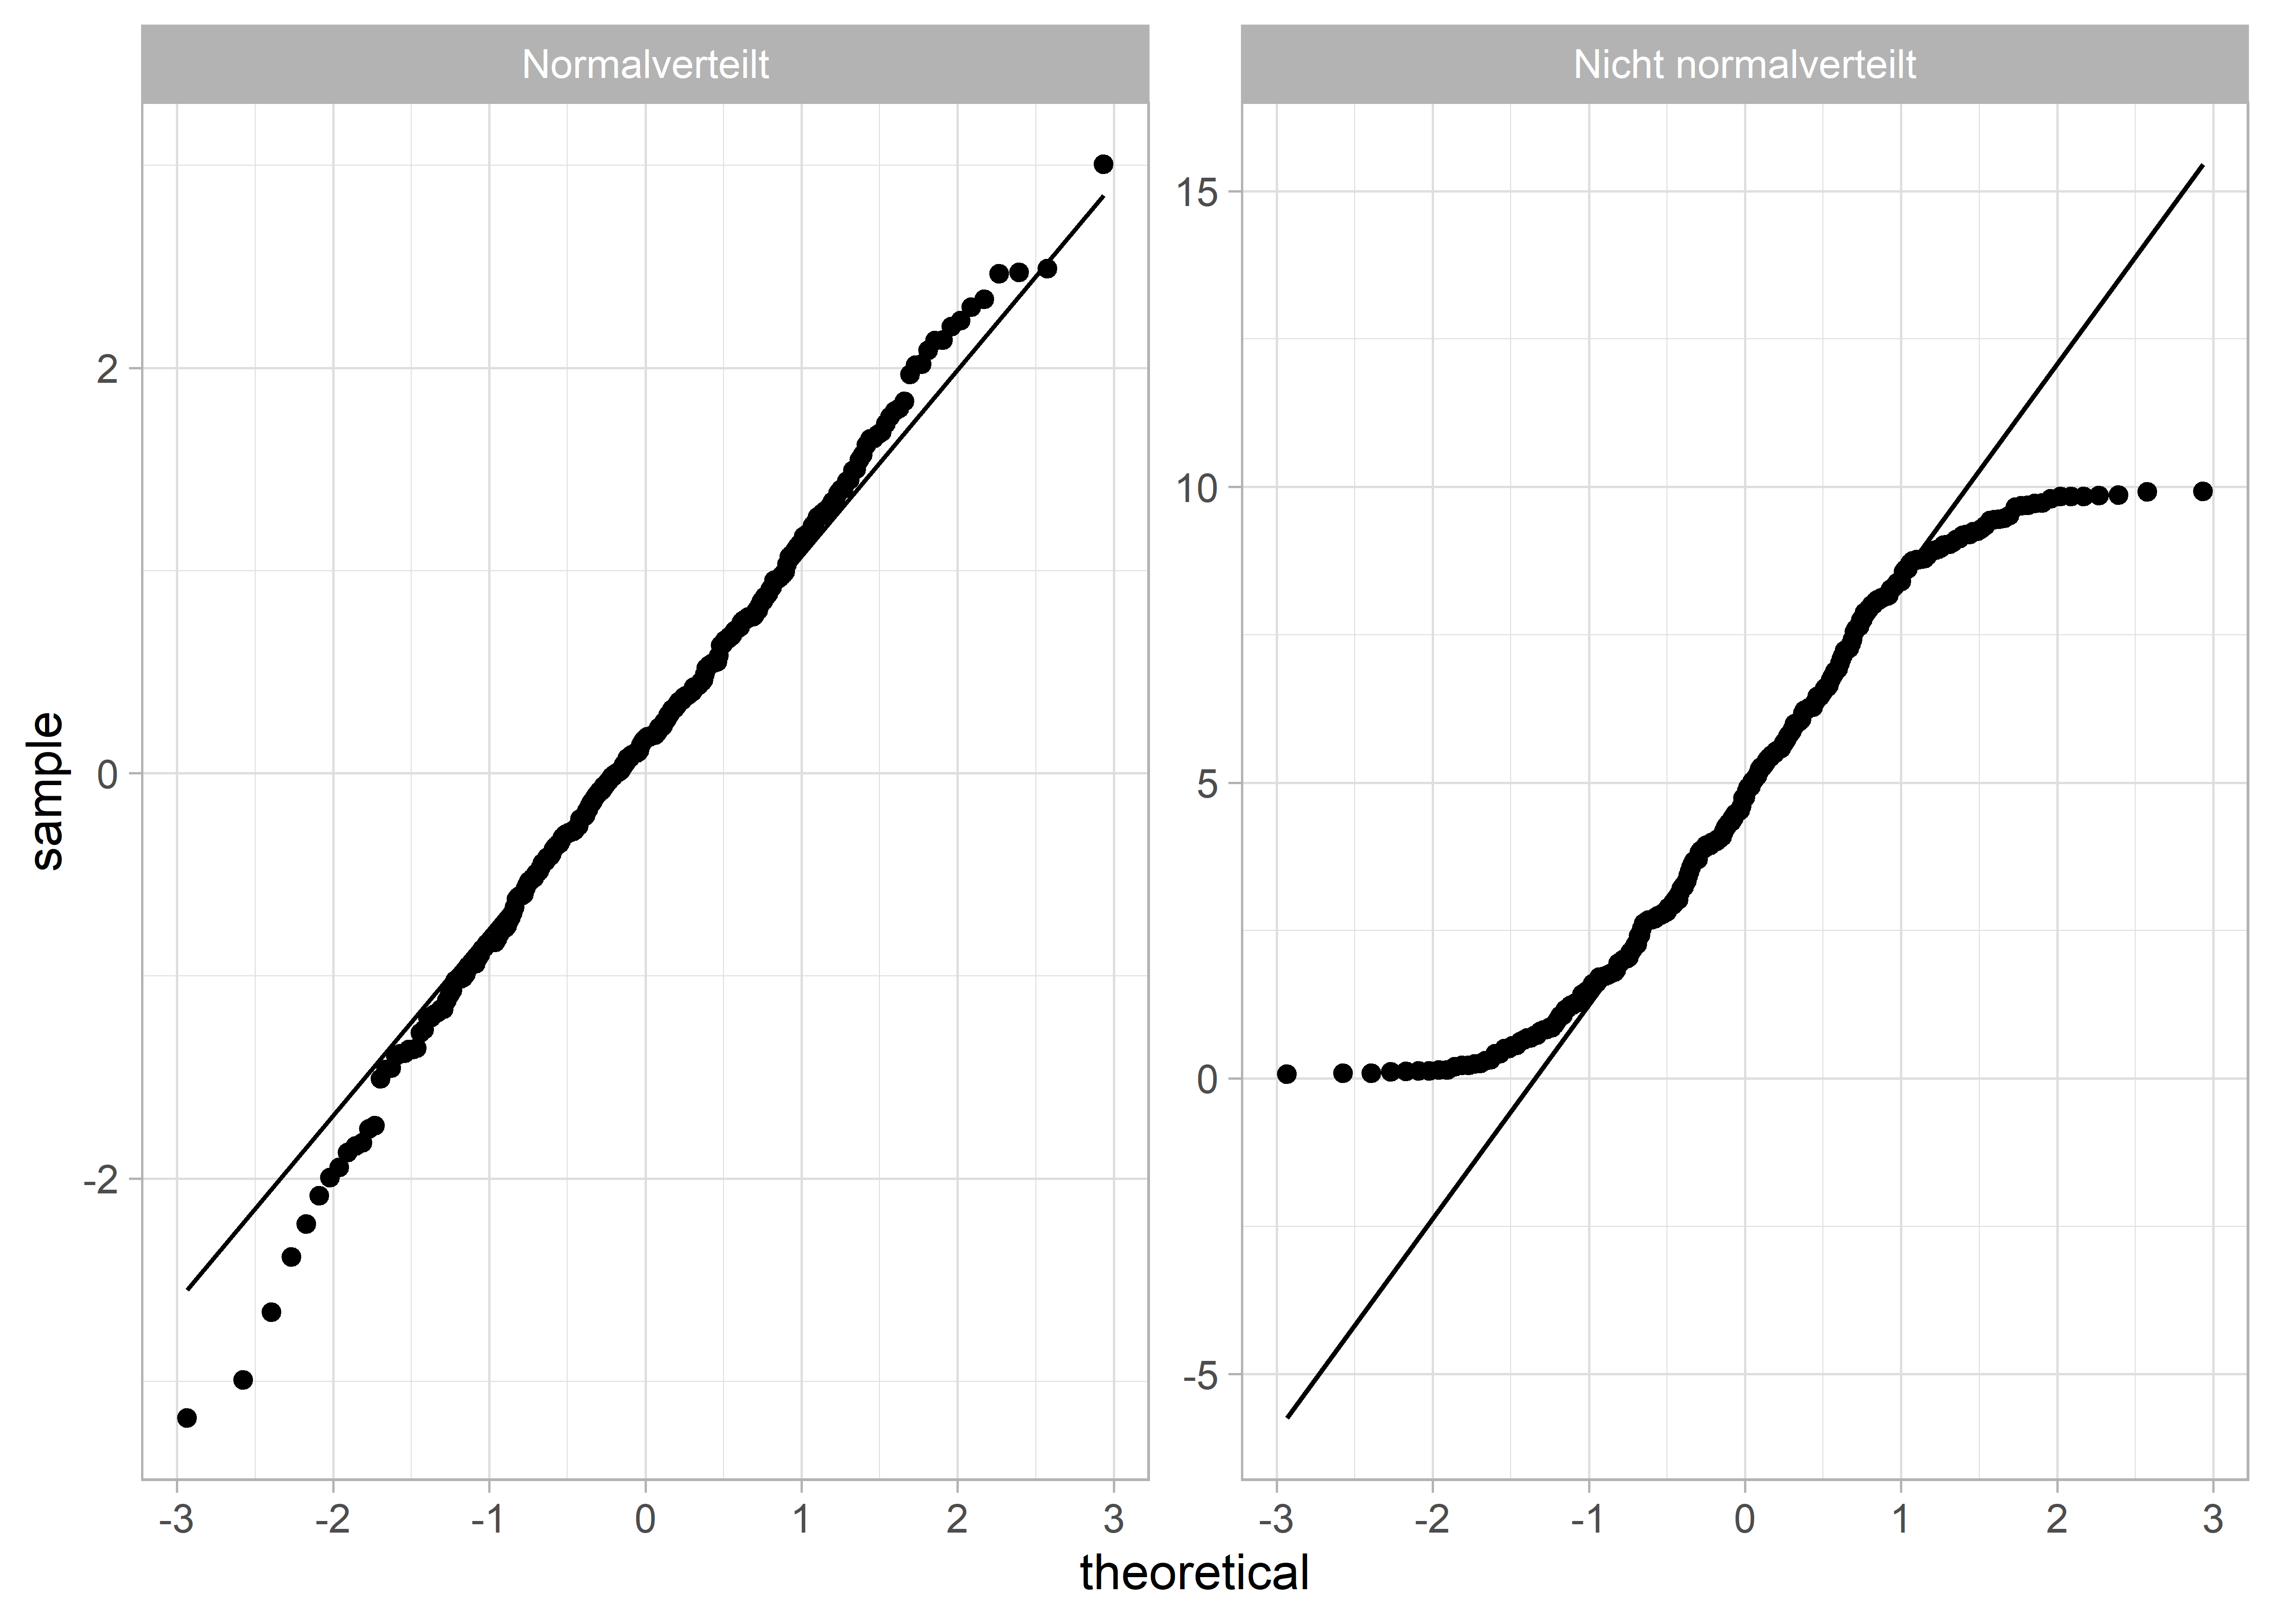 Normalverteilt
Nicht normalverteilt
sample
2
0
-2
15
10
5
0
-5
-3 -2 -1 0 1 2 3
-3 -2 -1 0 1 2 3
theoretical